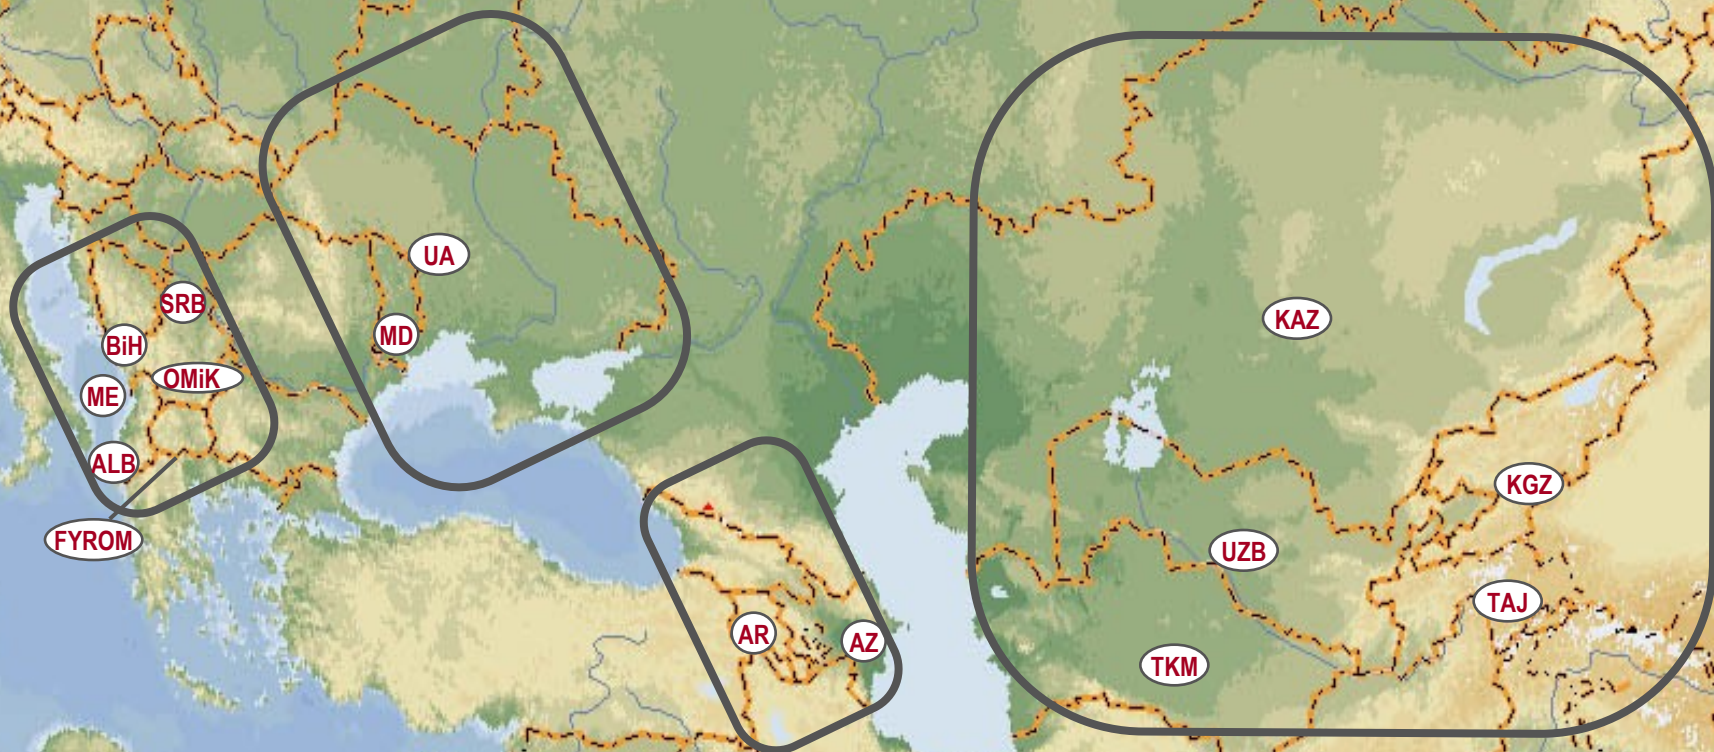 UA
SRB
MD
BiH
OMiK
ME
ALB
FYROM
AR
AZ
KAZ
KGZ
UZB
TAJ
TKM